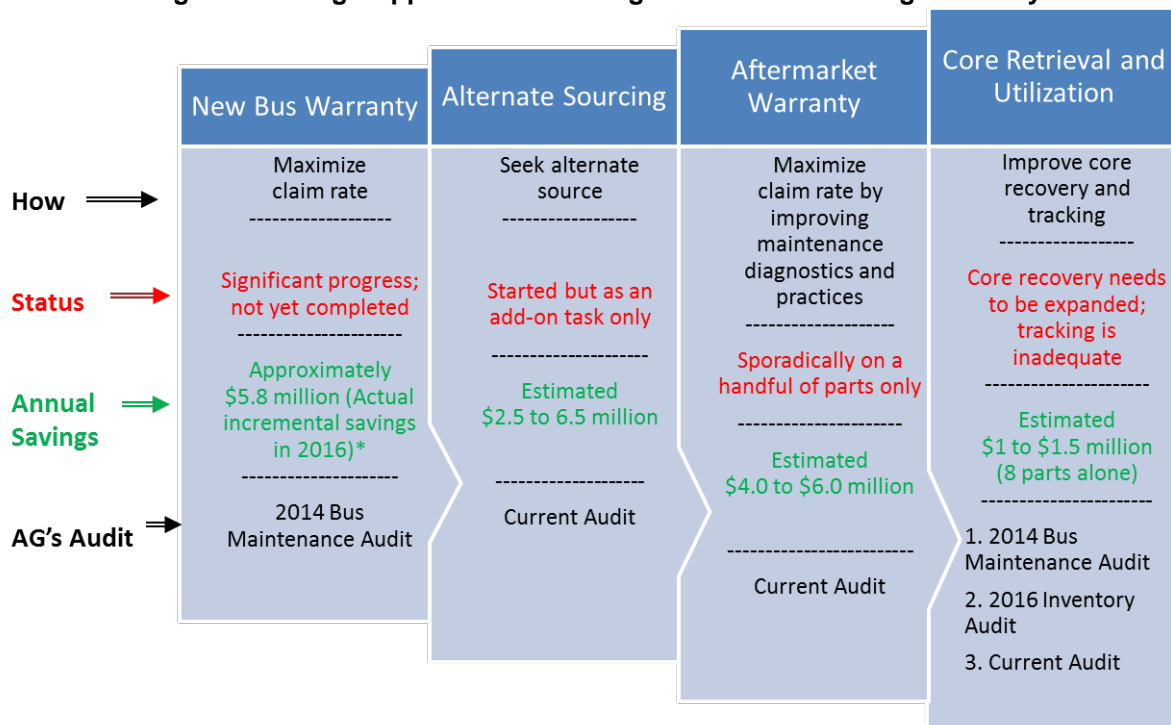 How
Status
Annual
Savings
AG's Audit
New Bus Warranty
Maximize
claim rate
-------------------
Significant progress;
not yet completed
----------------------
Approximately
$5.8 million (Actual
incremental savings
in 2016)*
---------------------
2014 Bus
Maintenance Audit
Alternate Sourcing
Seek alternate
source
------------------
Started but as an
add-on task only
---------------------
Estimated
$2.5 to 6.5 million
--------------------
Current Audit
Aftermarket
Warranty
Maximize
claim rate by
improving
maintenance
diagnostics and
practices
--------------------
Sporadically on a
handful of parts only
----------------------
Estimated
$4.0 to $6.0 million
-------------------------
Current Audit
Core Retrieval and
Utilization
Improve core
recovery and
tracking
------------------
Core recovery needs
to be expanded;
tracking is
inadequate
----------------------
Estimated
$1 to $1.5 million
(8 parts alone)
-----------------------
1. 2014 Bus
Maintenance Audit
2. 2016 Inventory
Audit
3. Current Audit